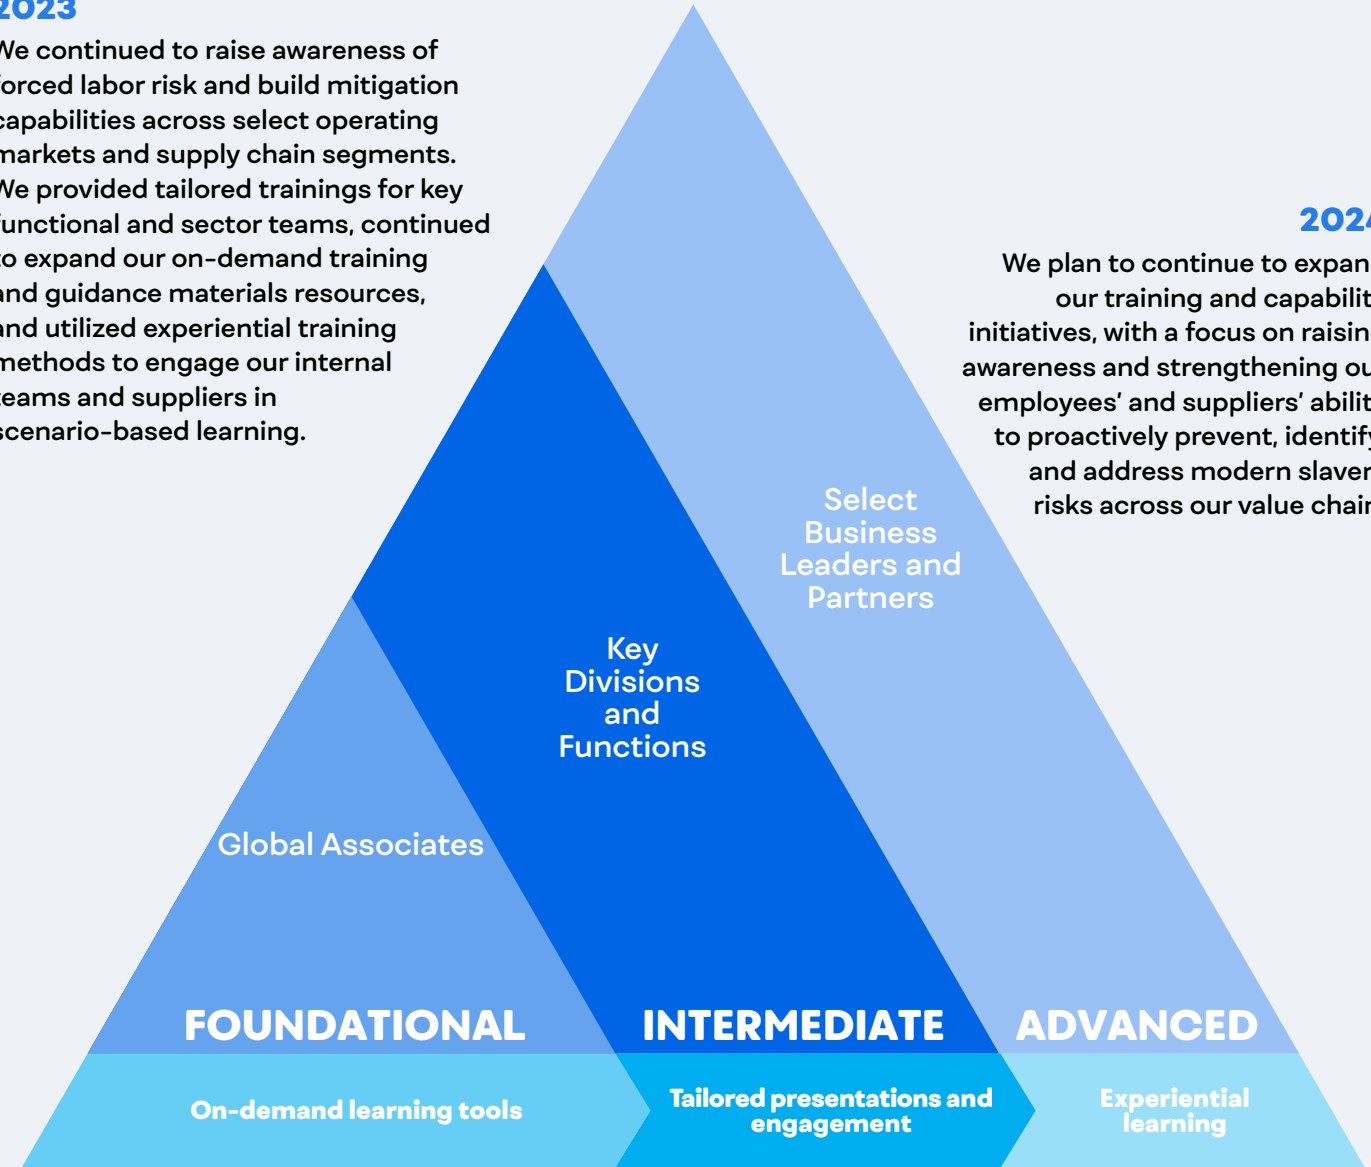 2023
We continued to raise awareness of
forced labor risk and build mitigation
capabilities across select operating
markets and supply chain segments.
We provided tailored trainings for key
functional and sector teams, continued
to expand our on-demand training
and guidance materials resources,
and utilized experiential training
methods to engage our internal
teams and suppliers in
scenario-based learning.
2024
We plan to continue to expan
our training and capabilit
initiatives, with a focus on raisin
awareness and strengthening ou
employees’ and suppliers’ abilit
to proactively prevent, identify
and address modern slaver
risks across our value chain
Select
Business
Leaders and
Partners
Key
Divisions
and
Functions
Global Associates
FOUNDATIONAL
INTERMEDIATE
ADVANCED
On-demand learning tools
Tailored presentations and
engagement
Experiential
learning